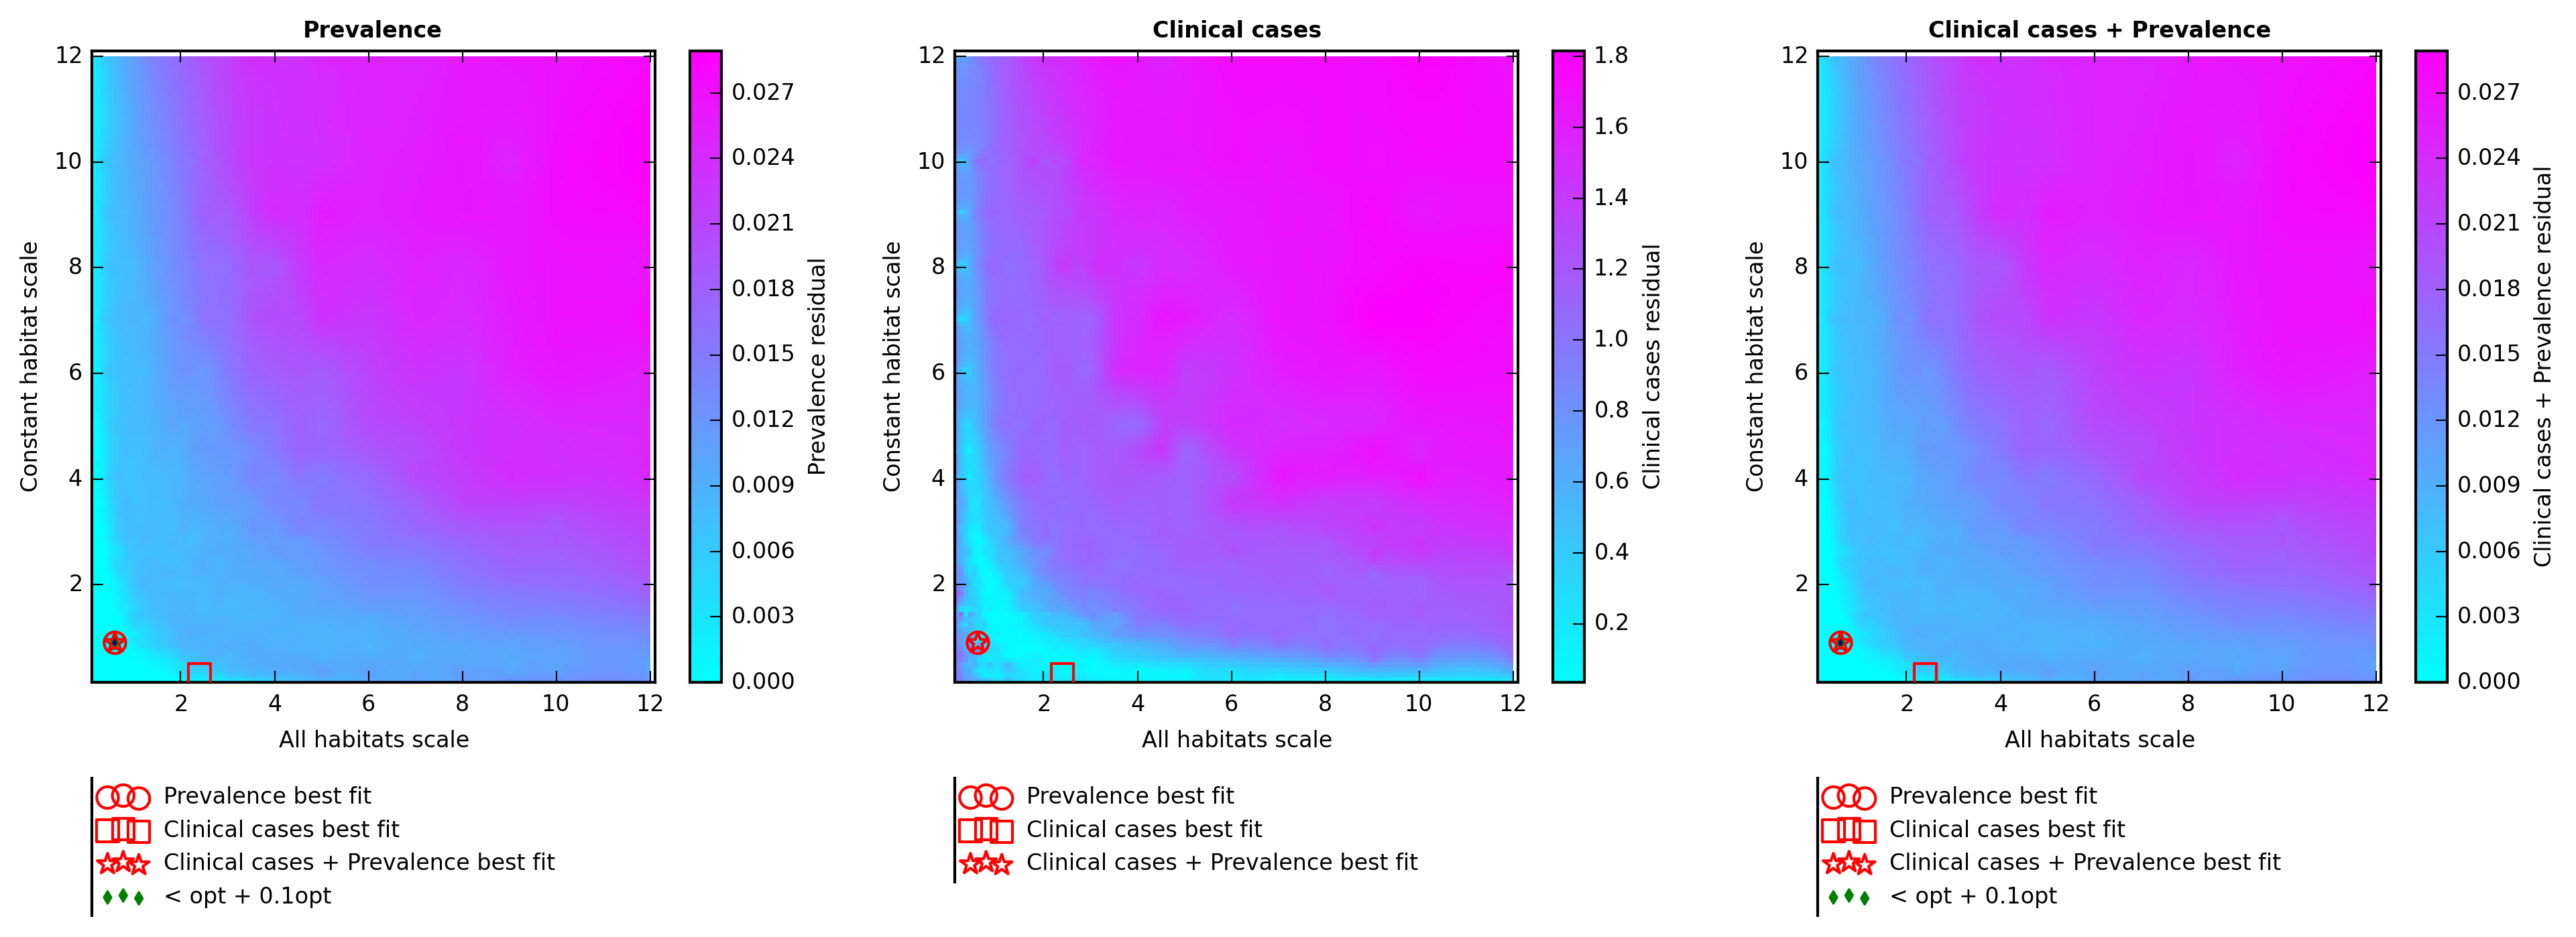 Prevalence
12
10
8
6
4
2
Constant habitat scale
2 4 6 8 10 12
All habitats scale
0.027
0.024
0.021
0.018
0.015
0.012
0.009
0.006
0.003
0.000
Prevalence residual
Prevalence best fit
Clinical cases best fit
Clinical cases + Prevalence best fit
< opt + 0.1opt
Clinical cases
12
10
8
6
4
2
Constant habitat scale
2 4 6 8 10 12
All habitats scale
1.8
1.6
1.4
1.2
1.0
0.8
0.6
0.4
0.2
Clinical cases residual
Prevalence best fit
Clinical cases best fit
Clinical cases + Prevalence best fit
Clinical cases + Prevalence
12
10
8
6
4
2
Constant habitat scale
2 4 6 8 10 12
All habitats scale
0.027
0.024
0.021
0.018
0.015
0.012
0.009
0.006
0.003
0.000
Clinical cases + Prevalence residual
Prevalence best fit
Clinical cases best fit
Clinical cases + Prevalence best fit
< opt + 0.1opt